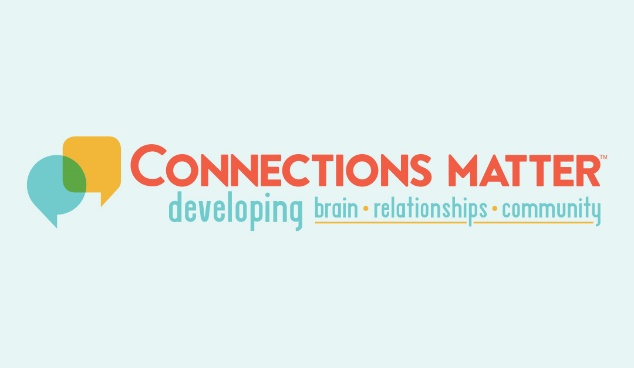 CONNECTIONS MATTER™
developing brain • relationships • community